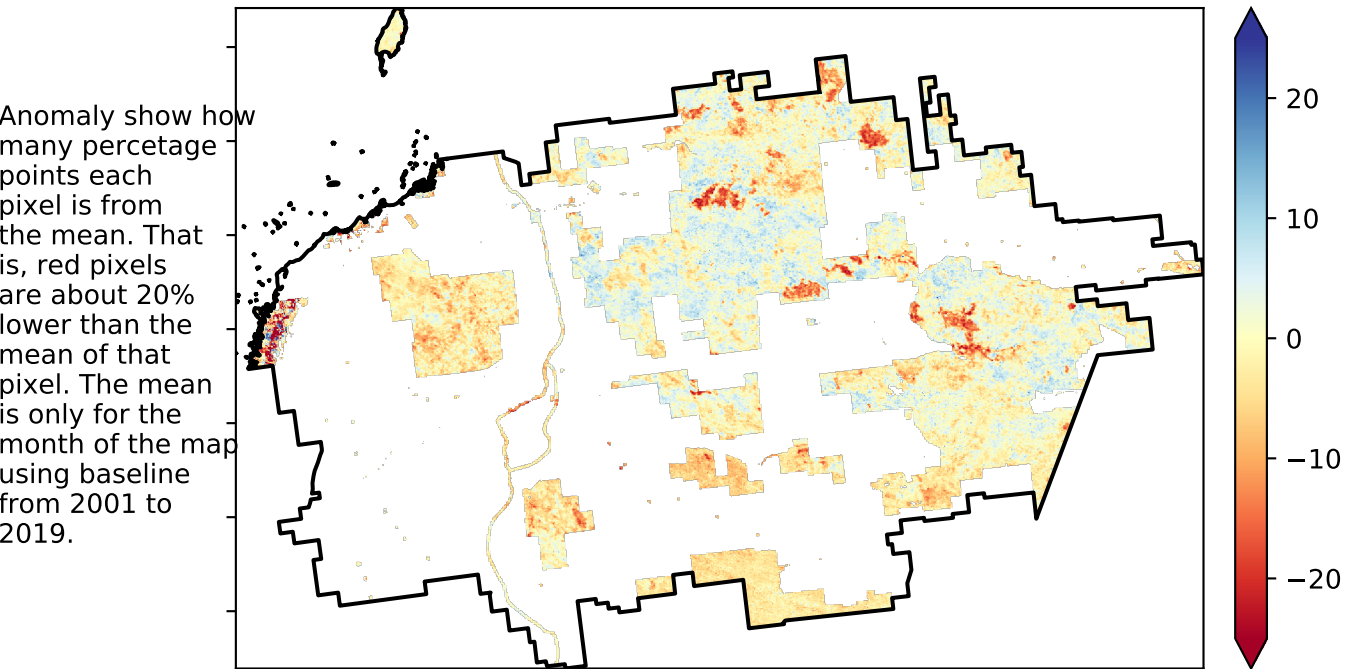 Anomaly show how
many percetage
points each
pixel is from
the mean. That
is, red pixels
are about 20%
lower than the
mean of that
pixel. The mean
is only for the
month of the map
using baseline
from 2001 to
2019.
20
10
0
−10
−20